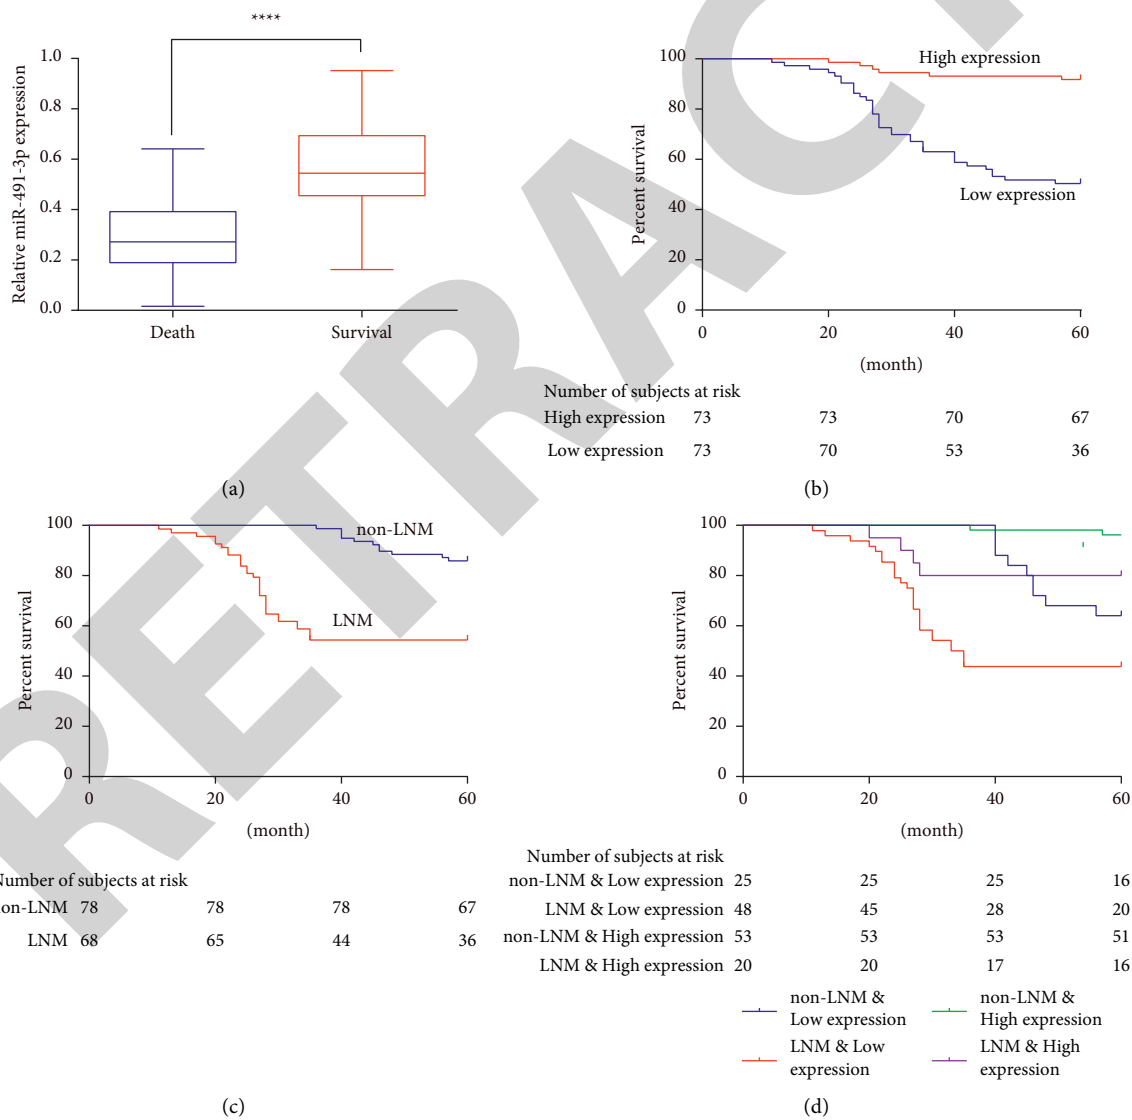 ****
Relative miR-491-3p expression
1.0
0.8
0.6
0.4
0.2
0.0
Death Survival
(a)
Percent survival
100
80
60
40
20
0
High expression
Low expression
0 20 40 60
(month)
Number of subjects at risk
High expression 73 73 70 67
Low expression 73 70 53 36
(b)
Percent survival
100
80
60
40
20
0
non-LNM
LNM
0 20 40 60
(month)
Number of subjects at risk
non-LNM 78 78 78 67
LNM 68 65 44 36
(c)
Percent survival
100
80
60
40
20
0
0 20 40 60
(month)
Number of subjects at risk
non-LNM & Low expression 25 25 25 16
LNM & Low expression 48 45 28 20
non-LNM & High expression 53 53 53 51
LNM & High expression 20 20 17 16
non-LNM &
Low expression
non-LNM &
High expression
LNM & Low
expression
LNM & High
expression
(d)
RETRAC